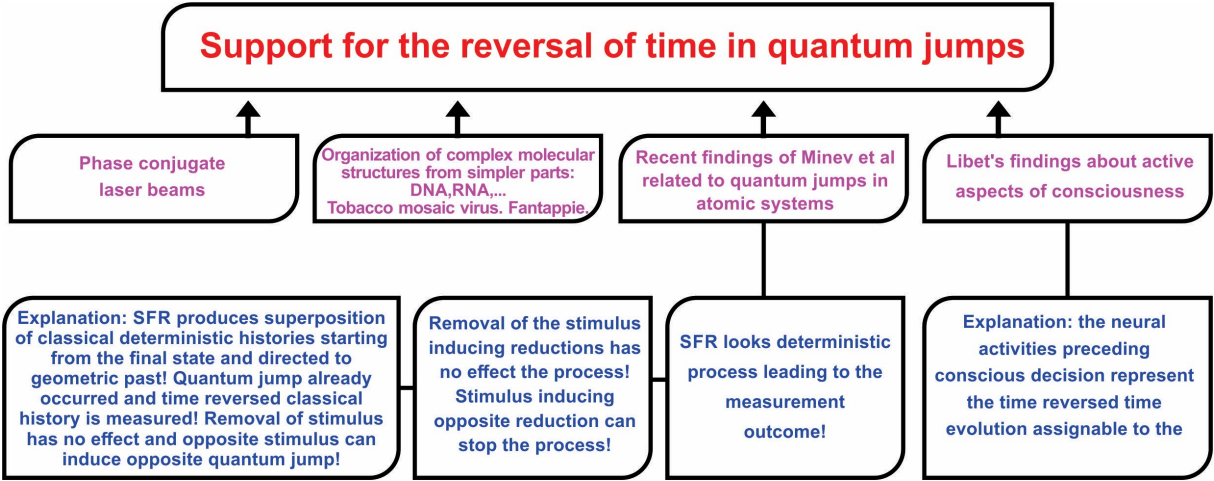 Support for the reversal of time in quantum jumps
Phase conjugate
laser beams
Organization of complex molecular
structures from simpler parts:
DNA,RNA,...
Tobacco mosaic virus. Fantappie.
Recent findings of Minev et al
related to quantum jumps in
atomic systems
Libet's findings about active
aspects of consciousness
Explanation: SFR produces superposition
of classical deterministic histories starting
from the final state and directed to
geometric past! Quantum jump already
occurred and time reversed classical
history is measured! Removal of stimulus
has no effect and opposite stimulus can
induce opposite quantum jump!
Removal of the stimulus
inducing reductions has
no effect the process!
Stimulus inducing
opposite reduction can
stop the process!
SFR looks deterministic
process leading to the
measurement
outcome!
Explanation: the neural
activities preceding
conscious decision represent
the time reversed time
evolution assignable to the